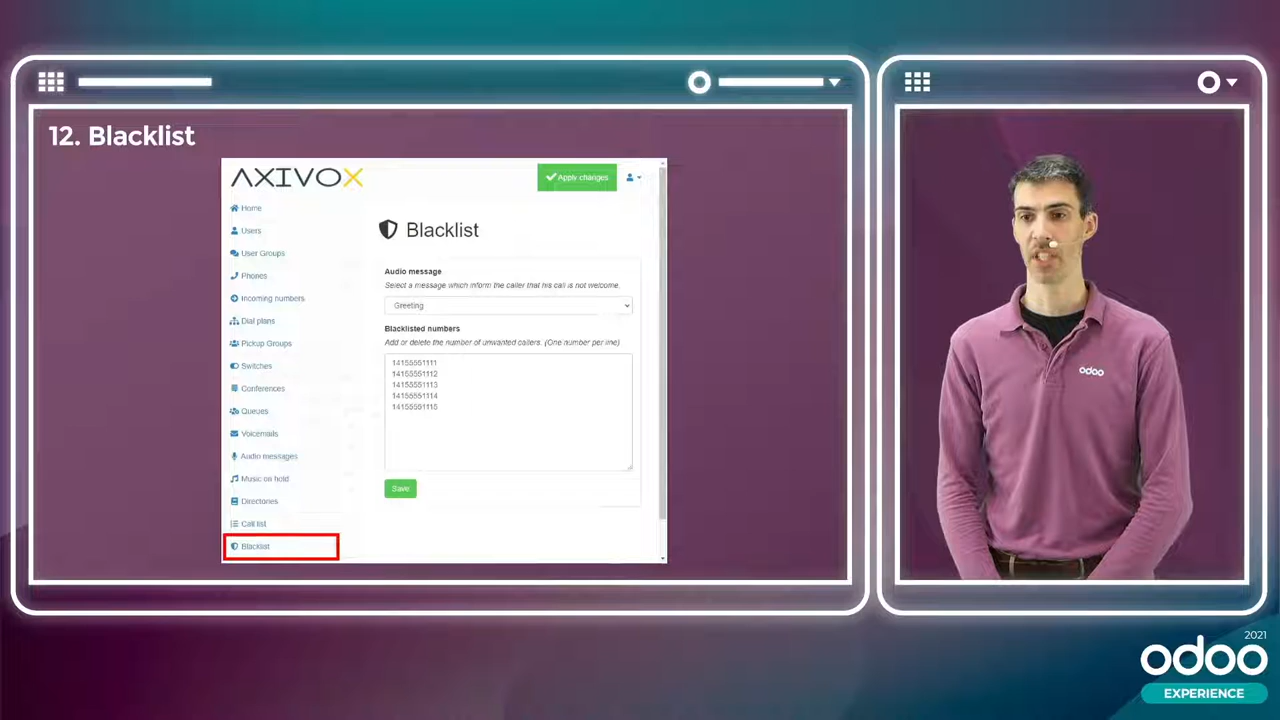 12. Blacklist
AXIVOX
Apply changes
Home
Users
User Groups
Phones
Incoming numbers
Dial plans
Pickup Groups
Switches
Conferences
Queues
Voicemails
Audio messages
Music on hold
Directories
Call list
Blacklist
Blacklist
Audio message
Select a message which inform the caller that his call is not welcome.
Greeting
Blacklisted numbers
Add or delete the number of unwanted callers. (One number per line)
14155551111
14155551112
14155551113
14155551114
14155551115
Save
odoo
2021
odoo
EXPERIENCE